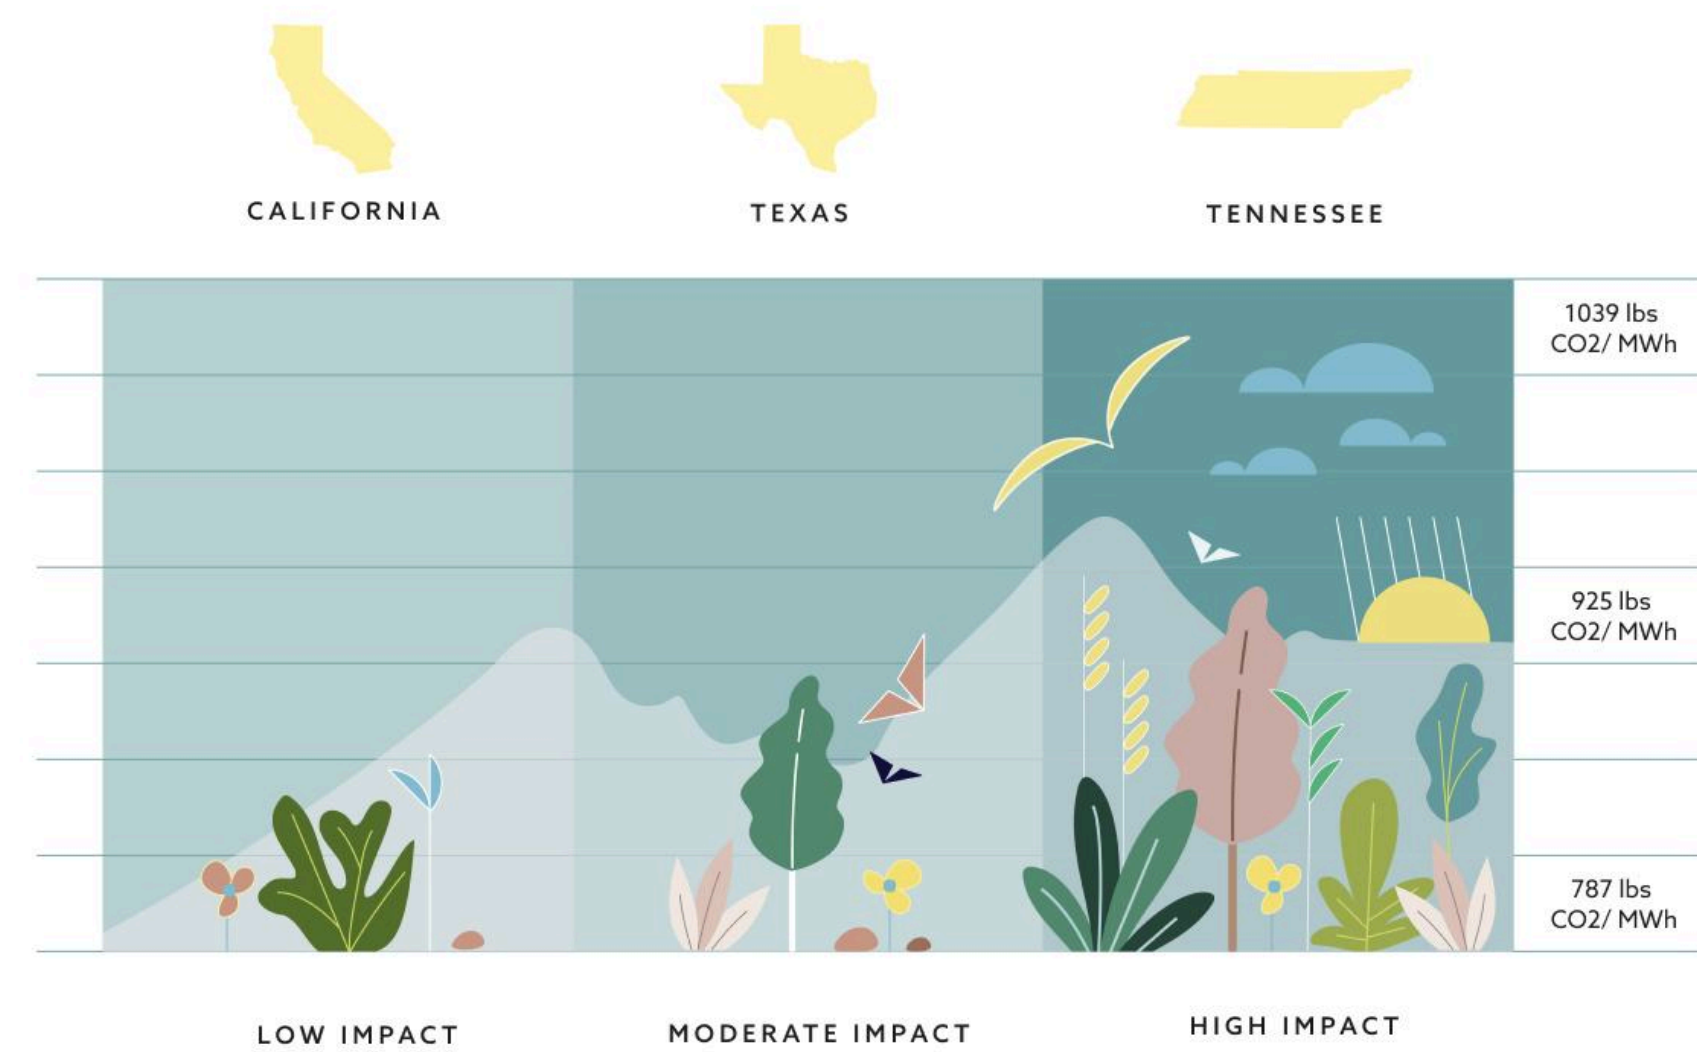 CALIFORNIA
TEXAS
TENNESSEE
1039 lbs
CO2/ MWh
925 lbs
CO2/ MWh
787 lbs
CO2/ MWh
LOW IMPACT
MODERATE IMPACT
HIGH IMPACT